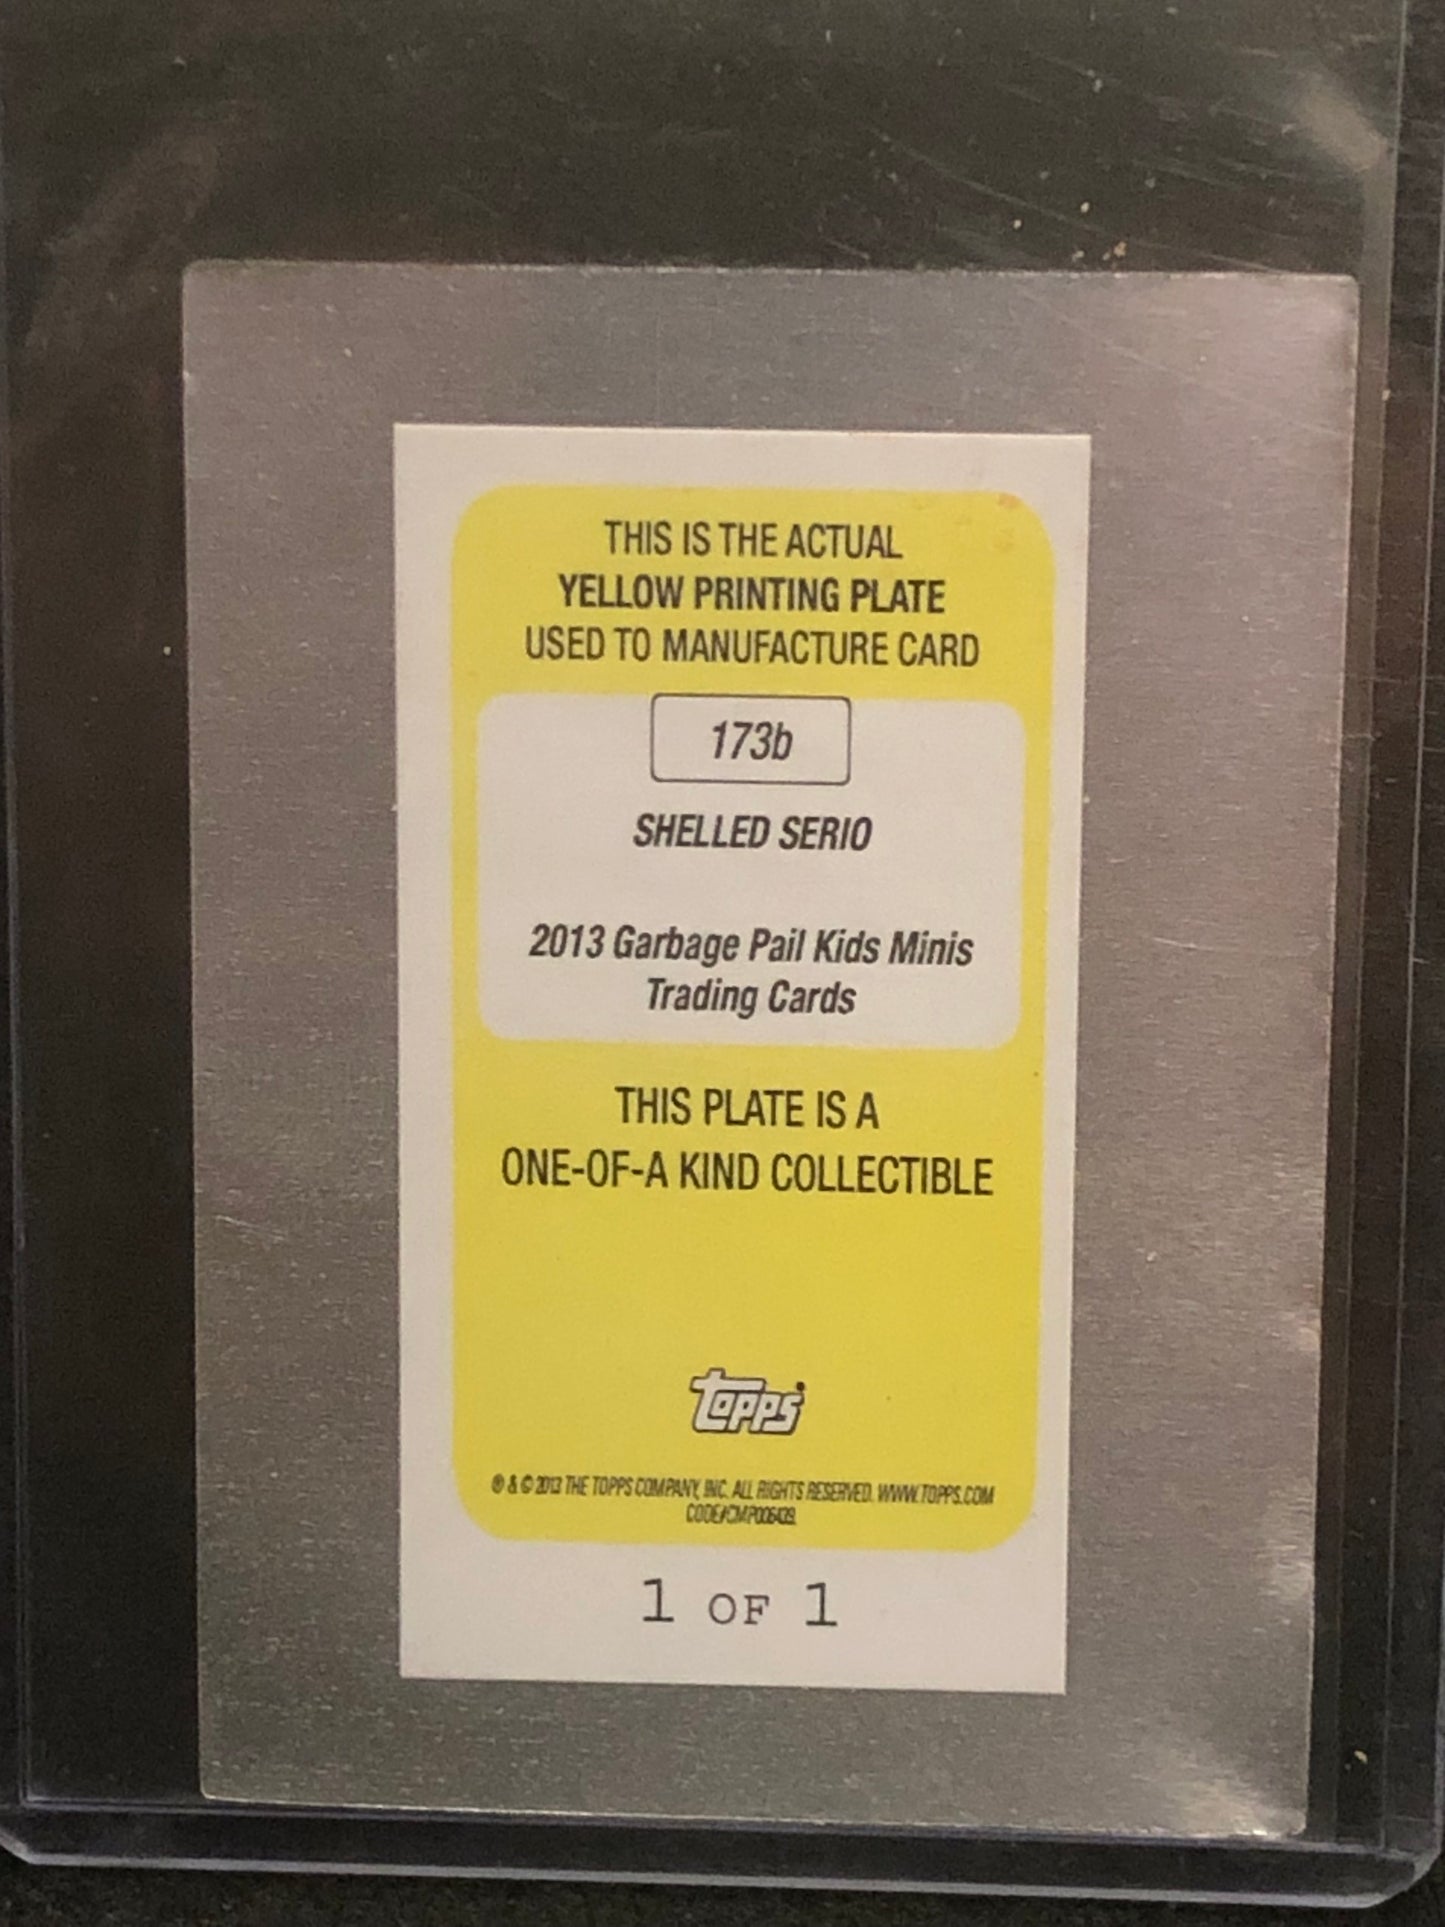 THIS IS THE ACTUAL
YELLOW PRINTING PLATE
USED TO MANUFACTURE CARD
173b
SHELLED SERIO
2013 Garbage Pail Kids Minis
Trading Cards
THIS PLATE IS A
ONE-OF-A KIND COLLECTIBLE
Topps
® & © 2013 THE TOPPS COMPANY, INC. ALL RIGHTS RESERVED. WWW.TOPPS.COM
1 OF 1